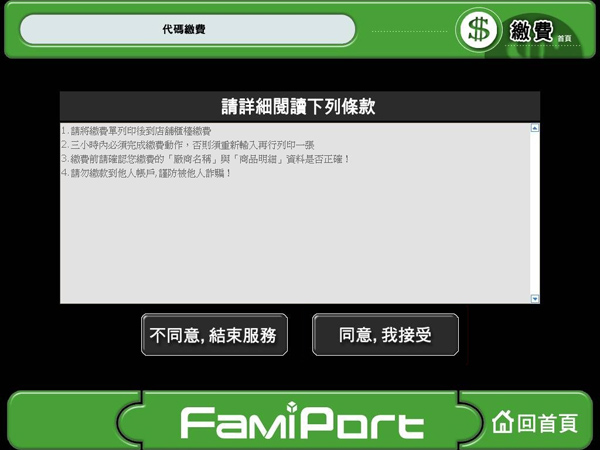 代碼繳費
$ 繳費 首頁
請詳細閱讀下列條款
1.請將繳費單列印後到店舖櫃檯繳費
2.三小時內必須完成繳費動作，否則須重新輸入再行列印一張
3.繳費前請確認您繳費的「廠商名稱」與「商品明細」資料是否正確！
4.請勿繳款到他人帳戶,謹防被他人詐騙！
不同意,結束服務 同意,我接受
FamiPort 回首頁